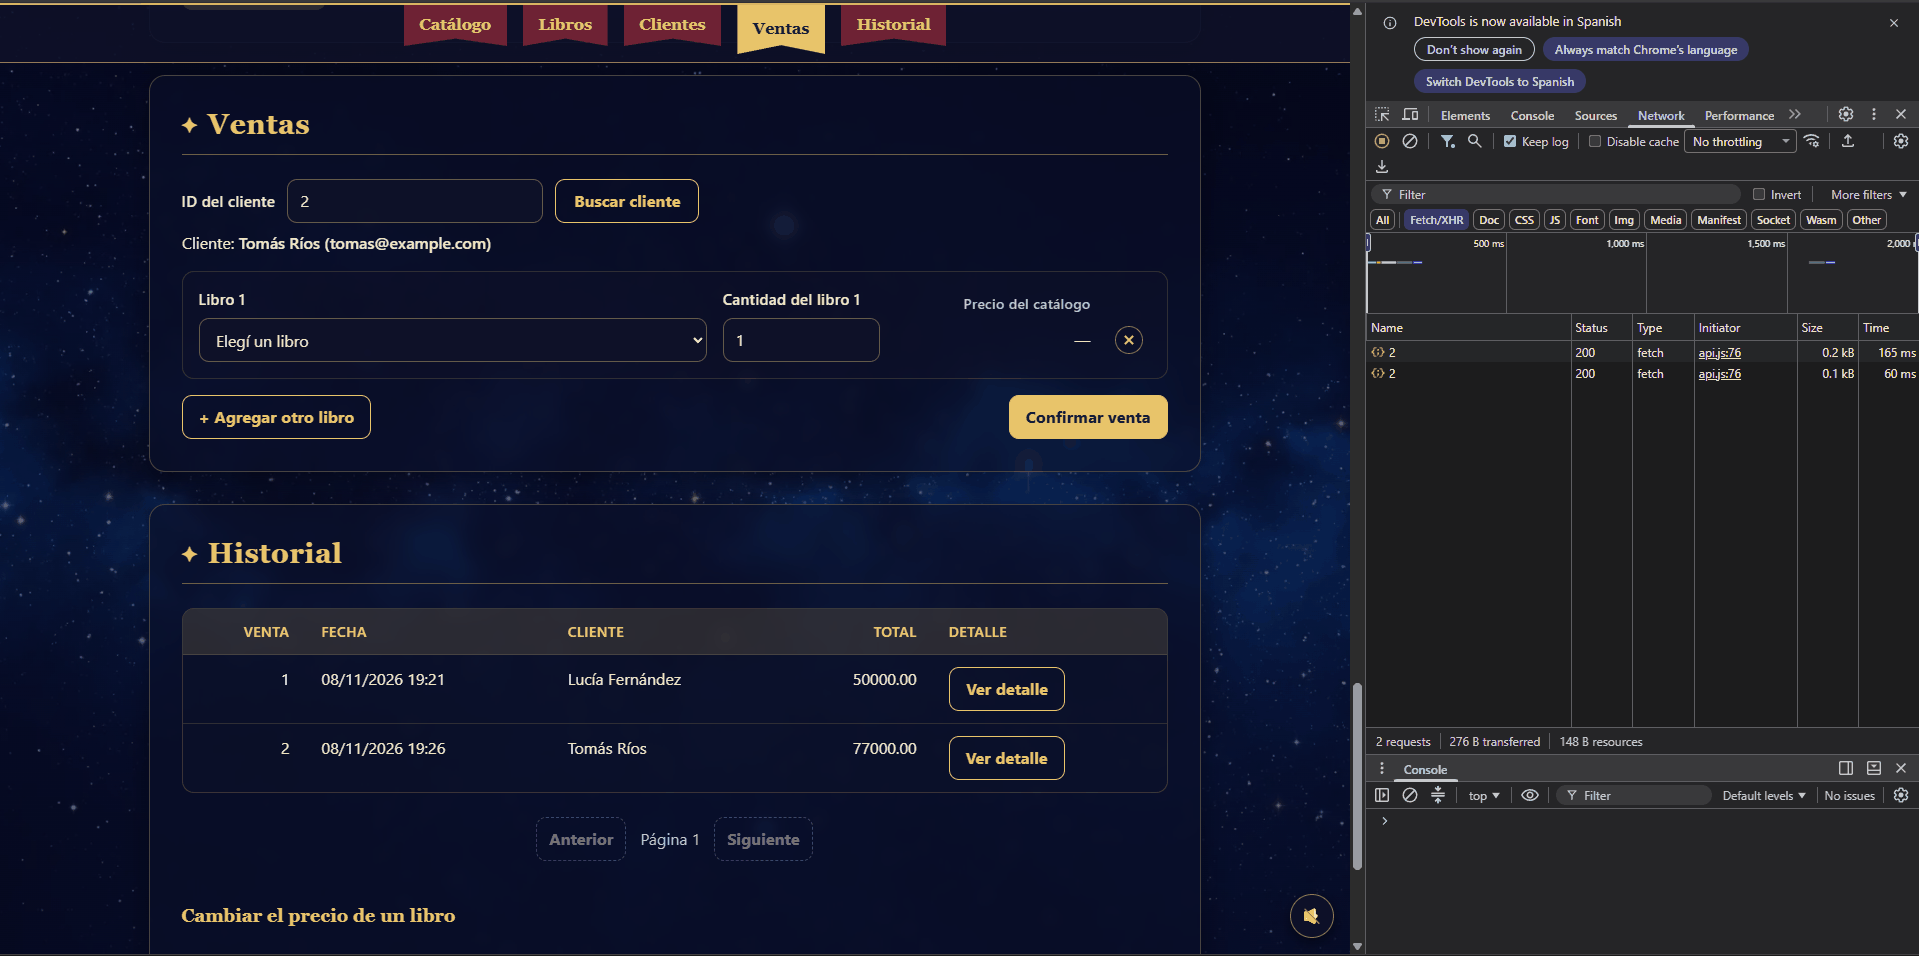 Catálogo
Libros
Clientes
Ventas
Historial
Ventas
ID del cliente
2
Buscar cliente
Cliente: Tomás Ríos (tomas@example.com)
Libro 1
Cantidad del libro 1
Precio del catálogo
Elegí un libro
1
—
+ Agregar otro libro
Confirmar venta
Historial
VENTA FECHA CLIENTE TOTAL DETALLE
1 08/11/2026 19:21 Lucía Fernández 50000.00 Ver detalle
2 08/11/2026 19:26 Tomás Ríos 77000.00 Ver detalle
Anterior Página 1 Siguiente
Cambiar el precio de un libro
DevTools is now available in Spanish
Don't show again
Always match Chrome's language
Switch DevTools to Spanish
Elements Console Sources Network Performance
Keep log Disable cache No throttling
Filter Invert More filters
All Fetch/XHR Doc CSS JS Font Img Media Manifest Socket Wasm Other
500 ms 1,000 ms 1,500 ms 2,000
Name Status Type Initiator Size Time
2 200 fetch api.js:76 0.2 kB 165 ms
2 200 fetch api.js:76 0.1 kB 60 ms
2 requests 276 B transferred 148 B resources
Console
top Filter Default levels No issues